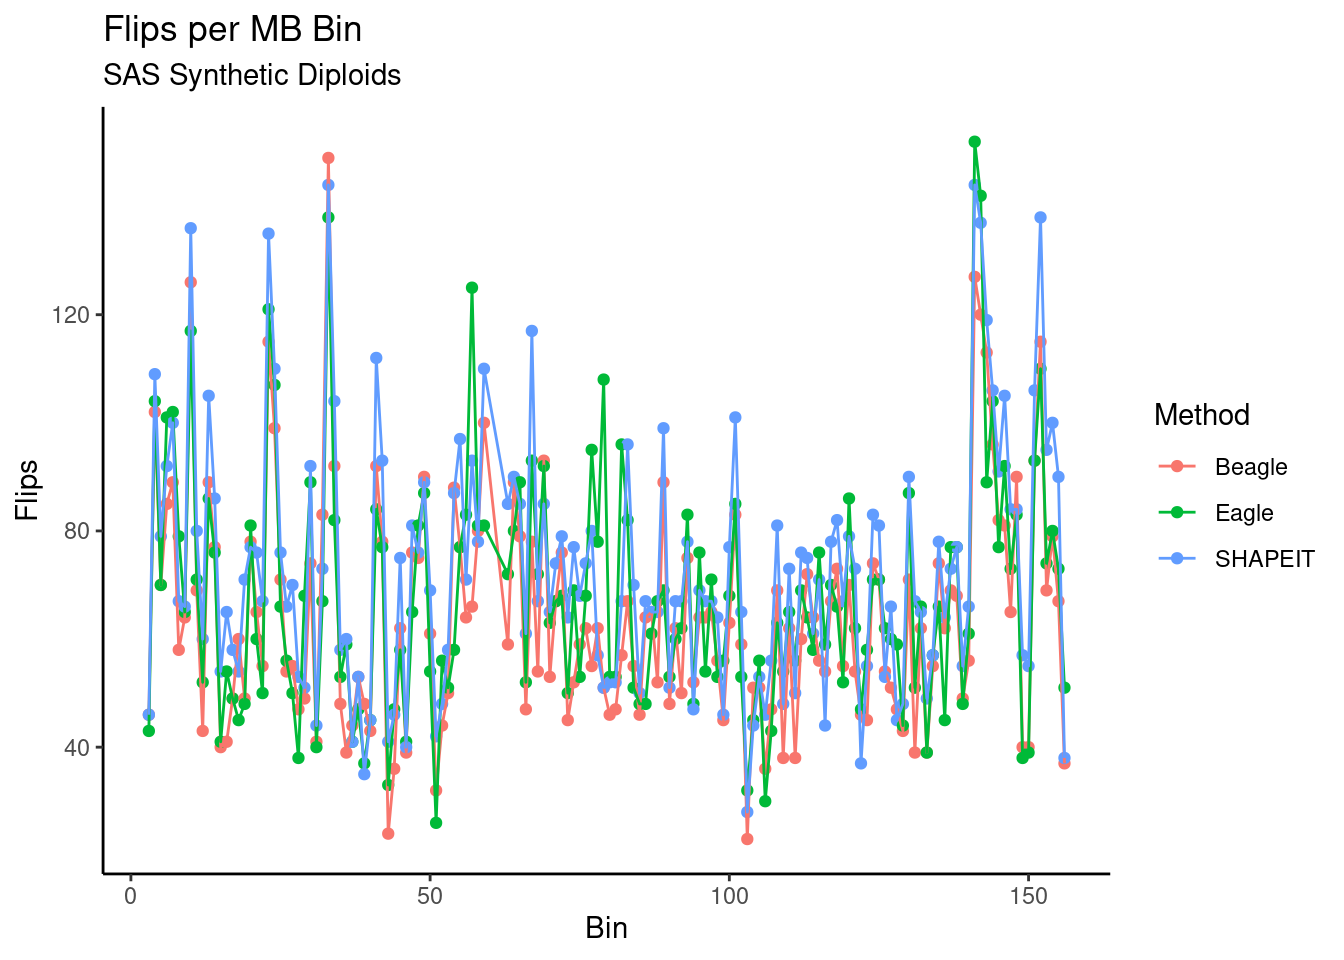 Flips per MB Bin
SAS Synthetic Diploids
Flips
120
80
40
0 50 100 150
Bin
Method
Beagle
Eagle
SHAPEIT